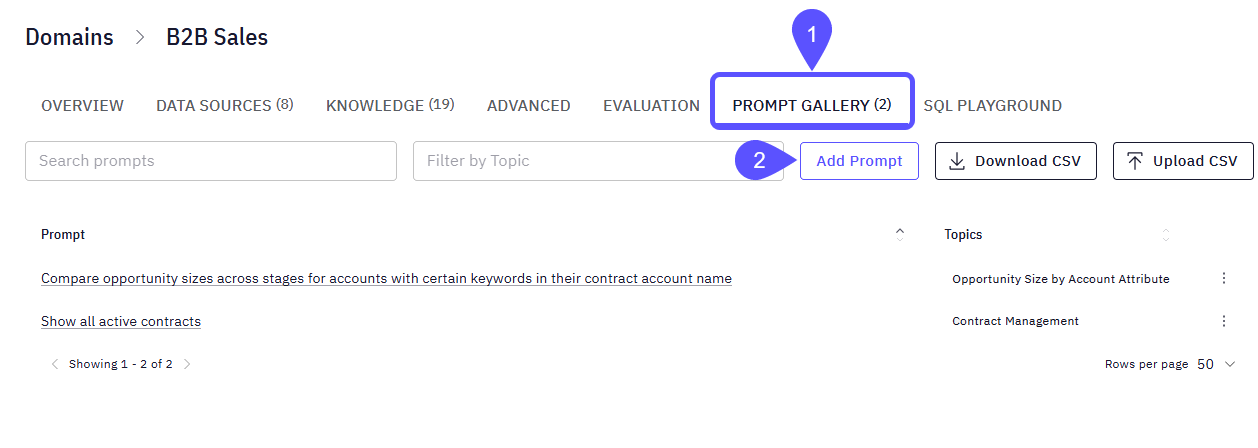 1
Domains > B2B Sales
OVERVIEW DATA SOURCES (8) KNOWLEDGE (19) ADVANCED EVALUATION PROMPT GALLERY (2) SQL PLAYGROUND
Search prompts Filter by Topic 2 Add Prompt Download CSV Upload CSV
Prompt Topics
Compare opportunity sizes across stages for accounts with certain keywords in their contract account name Opportunity Size by Account Attribute
Show all active contracts Contract Management
Showing 1 - 2 of 2 Rows per page 50